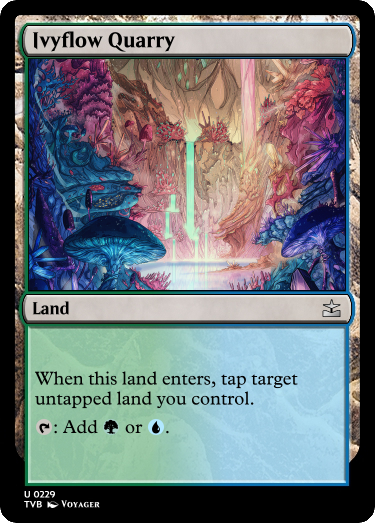 Ivyflow Quarry
Land
When this land enters, tap target
untapped land you control.
: Add or .
U 0229
TVB Voyager